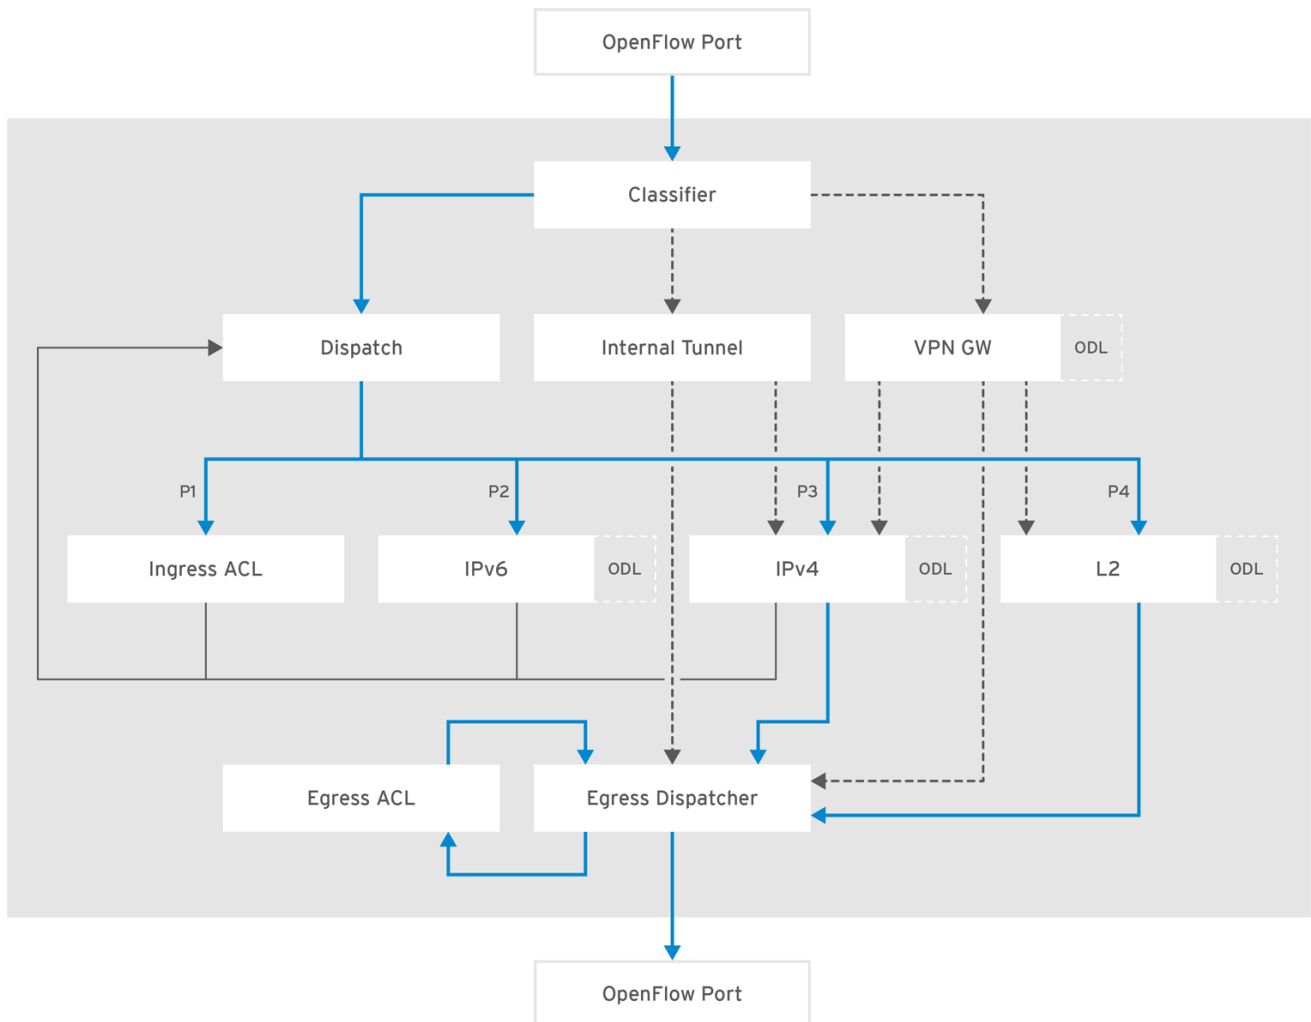 OpenFlow Port
Classifier
Dispatch
Internal Tunnel
VPN GW
ODL
P1
P2
P3
P4
Ingress ACL
IPv6
ODL
IPv4
ODL
L2
ODL
Egress ACL
Egress Dispatcher
OpenFlow Port